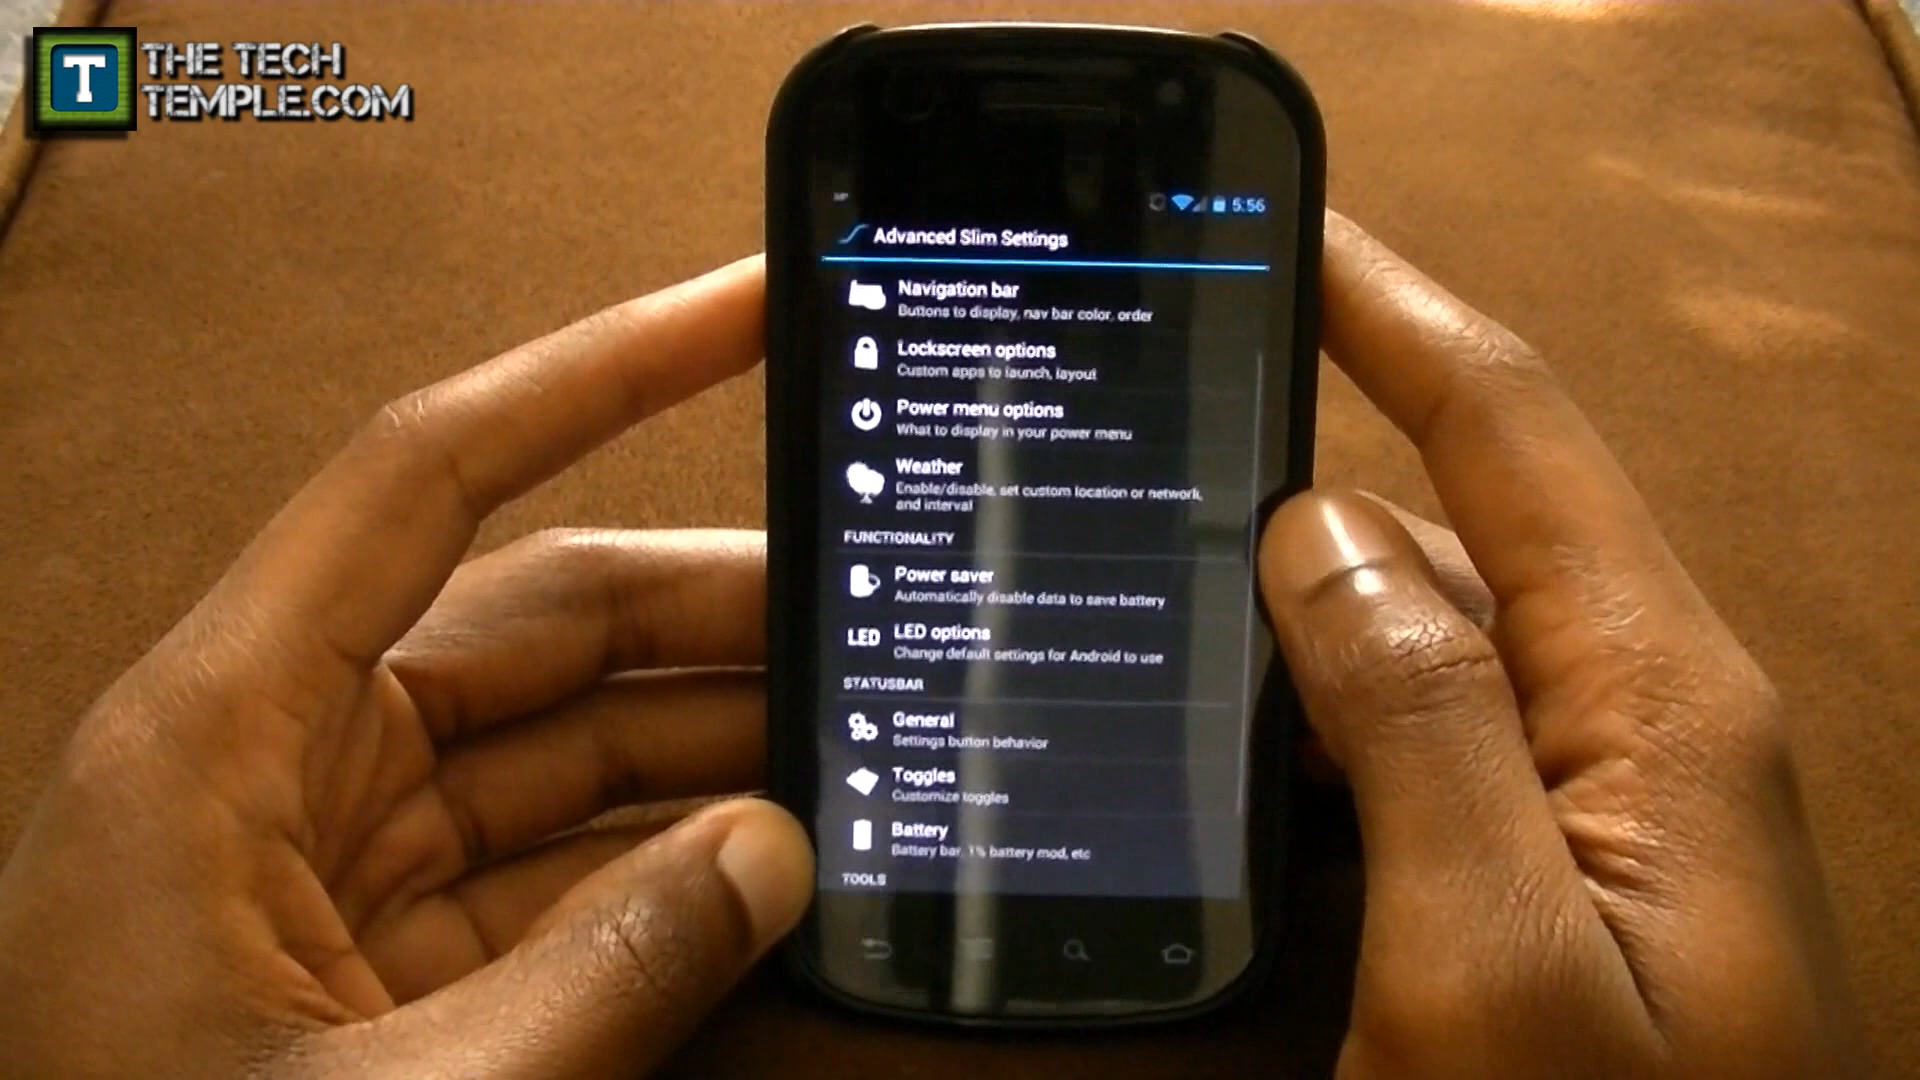 T
THE TECH
TEMPLE.COM
5:56
Advanced Slim Settings
Navigation bar
Buttons to display, nav bar color, order
Lockscreen options
Custom apps to launch, layout
Power menu options
What to display in your power menu
Weather
Enable/disable, set custom location or network,
and interval
FUNCTIONALITY
Power saver
Automatically disable data to save battery
LED
LED options
Change default settings for Android to use
STATUSBAR
General
Settings button behavior
Toggles
Customize toggles
Battery
Battery bar, 1% battery mod, etc
TOOLS